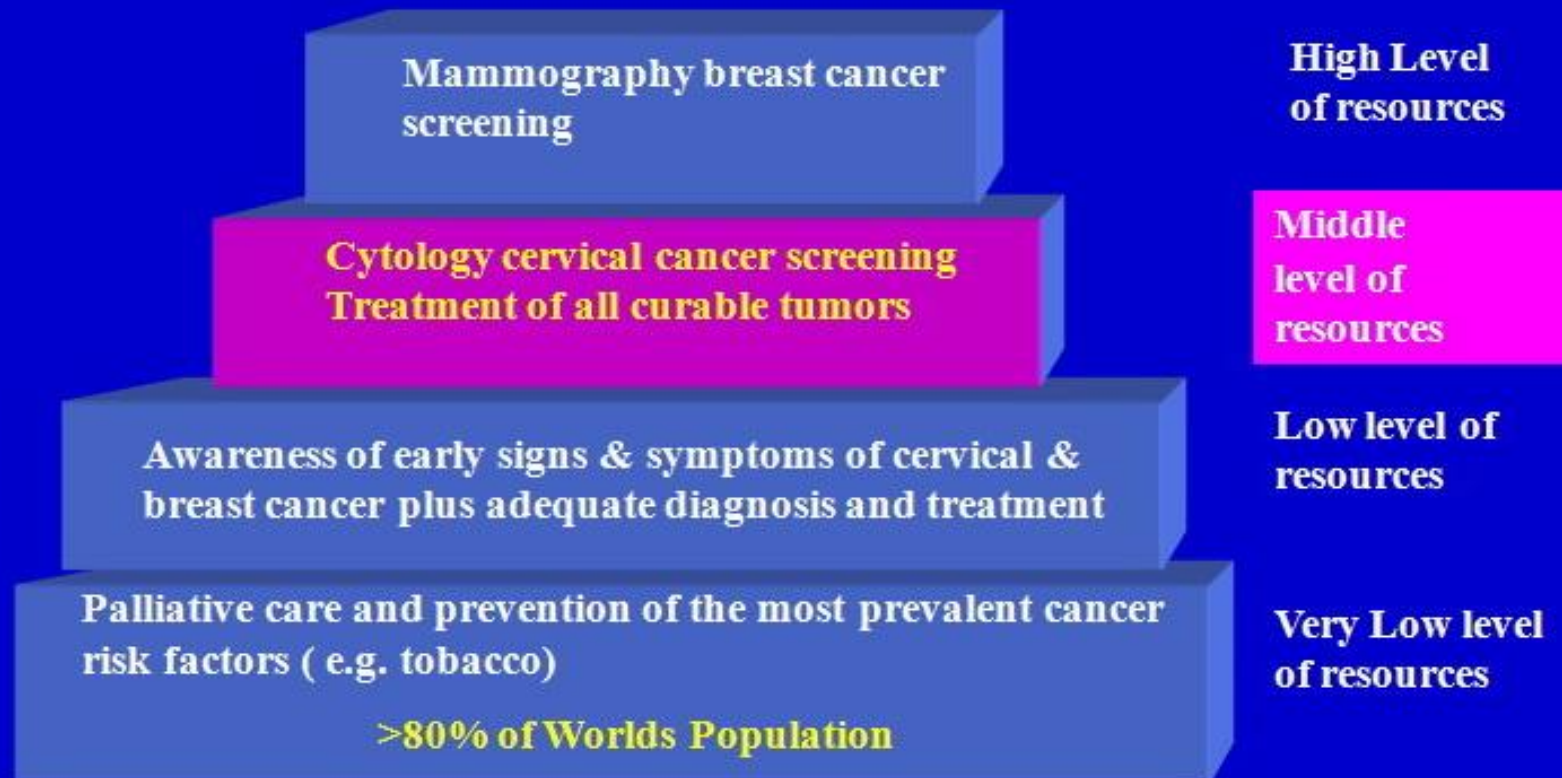 Mammography breast cancer
screening
High Level
of resources
Cytology cervical cancer screening
Treatment of all curable tumors
Middle
level of
resources
Awareness of early signs & symptoms of cervical &
breast cancer plus adequate diagnosis and treatment
Low level of
resources
Palliative care and prevention of the most prevalent cancer
risk factors ( e.g. tobacco)
>80% of Worlds Population
Very Low level
of resources